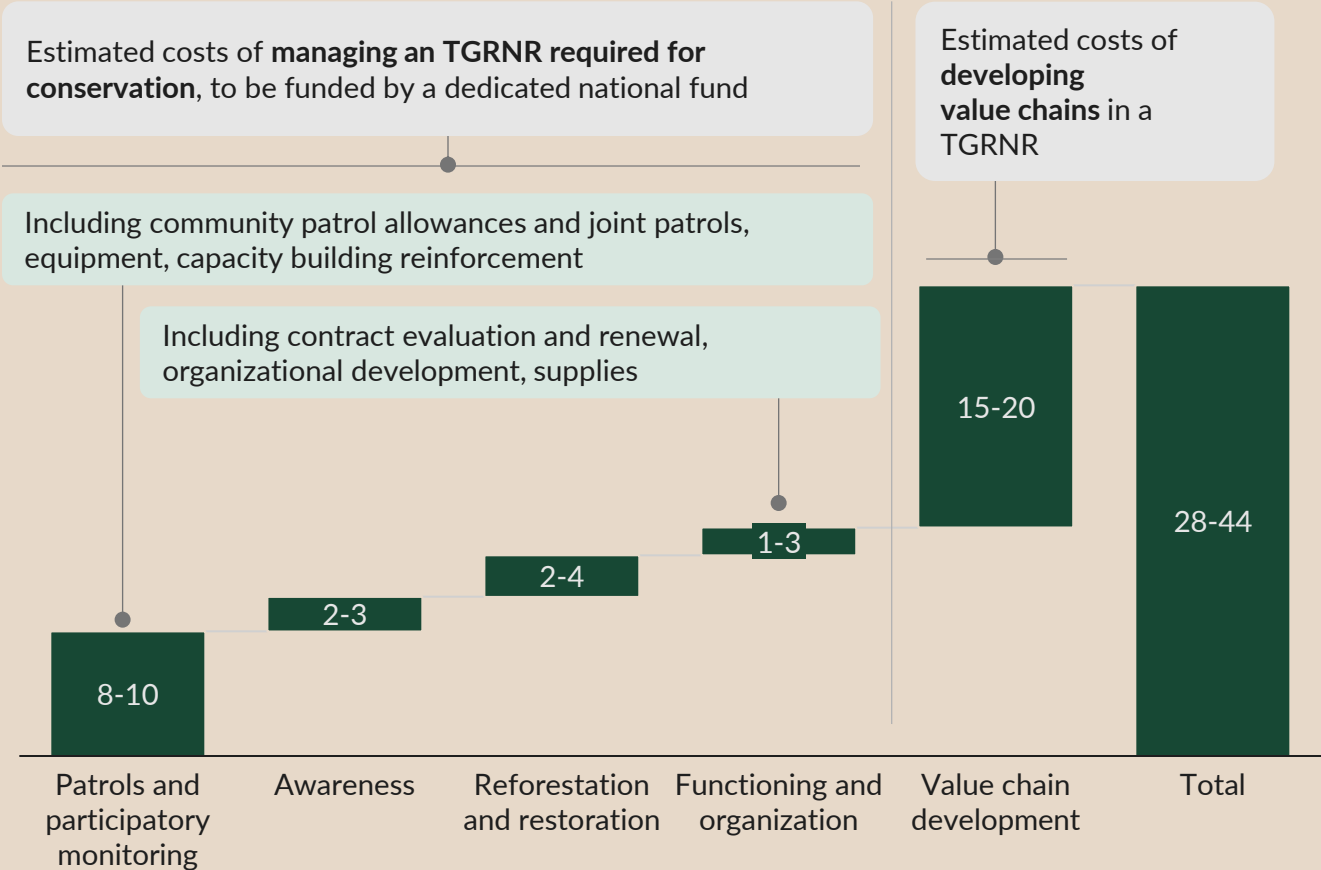 Estimated costs of managing an TGRNR required for
conservation, to be funded by a dedicated national fund
Estimated costs of
developing
value chains in a
TGRNR
Including community patrol allowances and joint patrols,
equipment, capacity building reinforcement
Including contract evaluation and renewal,
organizational development, supplies
8-10
2-3
2-4
1-3
15-20
28-44
Patrols and
participatory
monitoring
Awareness
Reforestation
and restoration
Functioning and
organization
Value chain
development
Total